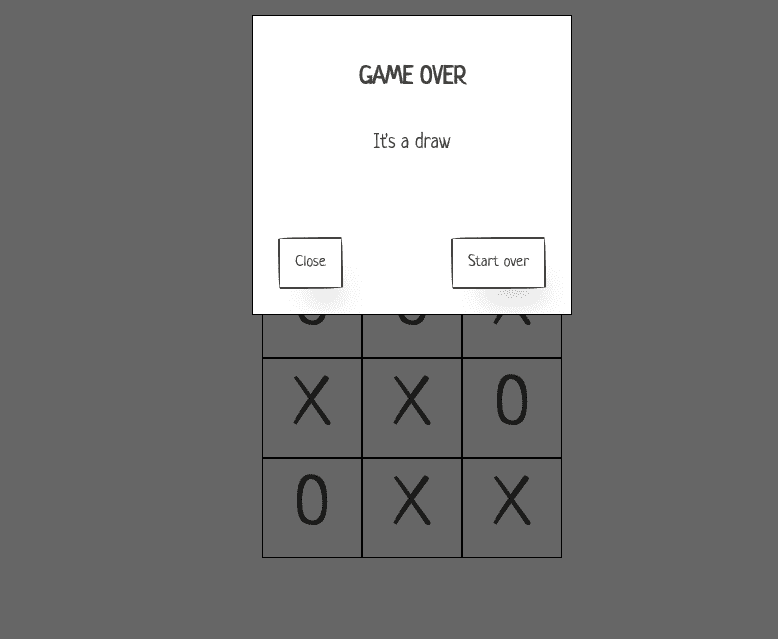 GAME OVER
It's a draw
Close
Start over
O O X
X X O
O X X